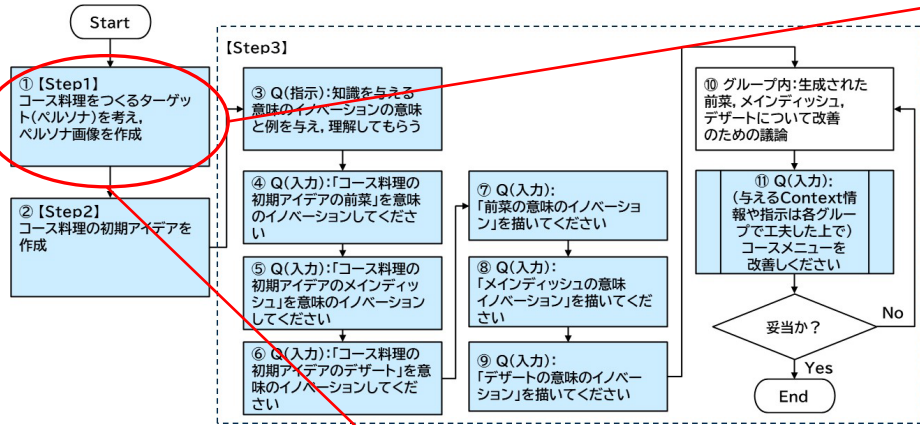 Start
①【Step1】
コース料理をつくるターゲ
ット(ペルソナ)を考え,
ペルソナ画像を作成
②【Step2】
コース料理の初期アイデアを
作成
【Step3】
③ Q(指示):知識を与える
意味のイノベーションの意味
と例を与え,理解してもらう
④ Q(入力):「コース料理の
初期アイデアの前菜」を意味
のイノベーションしてくださ
い
⑤ Q(入力):「コース料理の
初期アイデアのメインディッ
シュ」を意味のイノベーション
してください
⑥ Q(入力):「コース料理の
初期アイデアのデザート」を意
味のイノベーションしてくだ
さい
⑦ Q(入力):
「前菜の意味のイノベーショ
ン」を描いてください
⑧ Q(入力):
「メインディッシュの意味
イノベーション」を描いてくだ
さい
⑨ Q(入力):
「デザートの意味のイノベー
ション」を描いてください
⑩ グループ内:生成された
前菜,メインディッシュ,
デザートについて改善
のための議論
⑪ Q(入力):
(与えるContext情
報や指示は各グルー
プで工夫した上で)
コースメニューを
改善しください
妥当か?
No
Yes
End